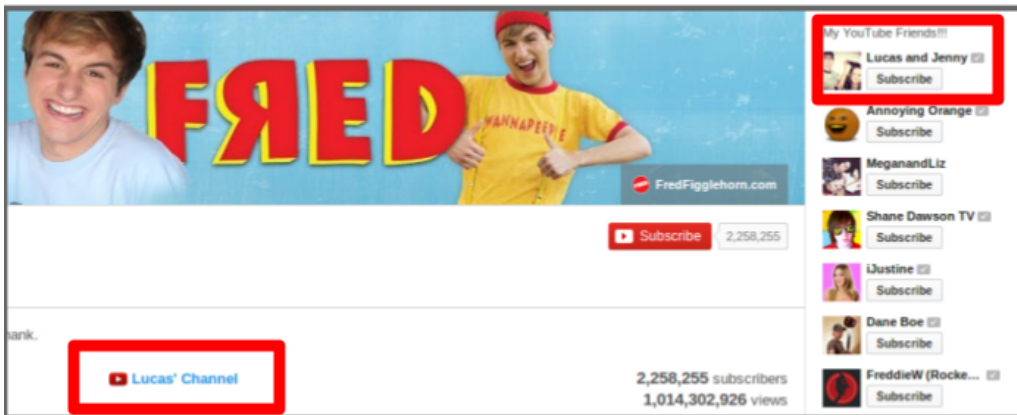 FRED
WANNAPEEPIE
FredFigglehorn.com
Subscribe 2,258,255
hank.
Lucas' Channel
2,258,255 subscribers
1,014,302,926 views
My YouTube Friends!!!
Lucas and Jenny
Subscribe
Annoying Orange
Subscribe
MeganandLiz
Subscribe
Shane Dawson TV
Subscribe
iJustine
Subscribe
Dane Boe
Subscribe
FreddieW (Rocke...
Subscribe